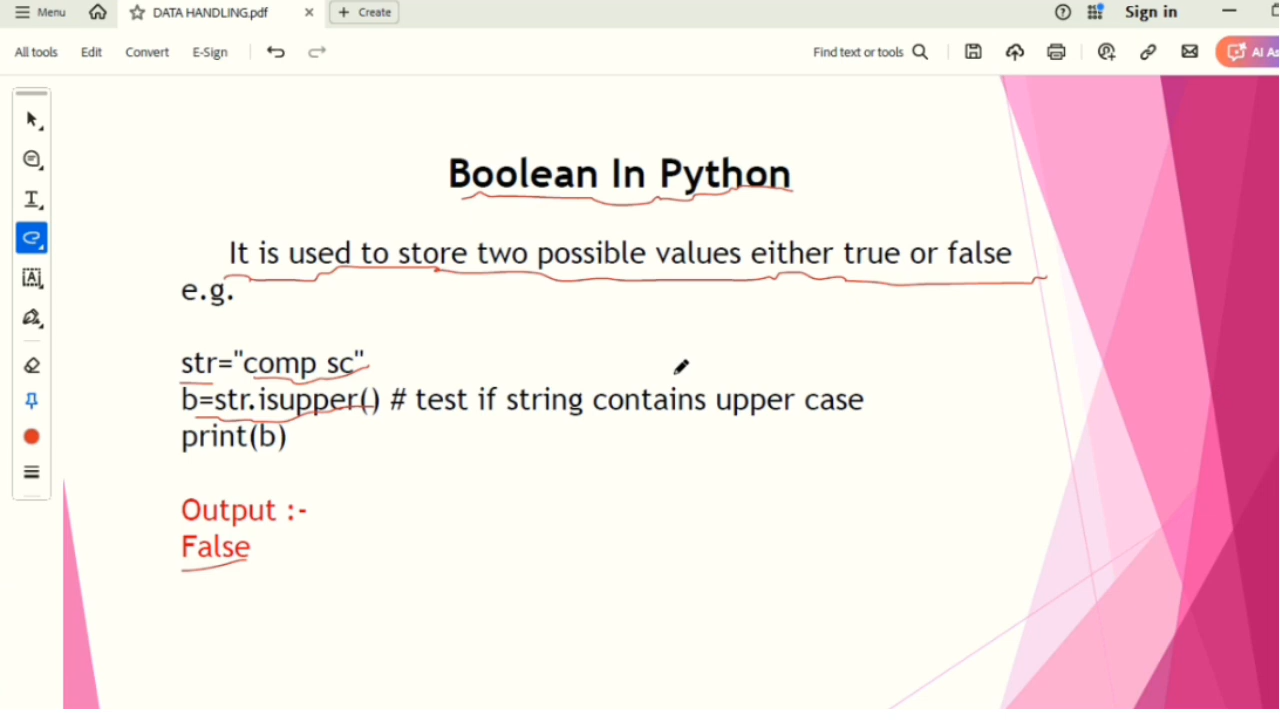 Menu
DATA HANDLING.pdf
Create
Sign in
All tools Edit Convert E-Sign
Find text or tools
AI As
Boolean In Python
It is used to store two possible values either true or false
e.g.
str="comp sc"
b=str.isupper() # test if string contains upper case
print(b)
Output :-
False